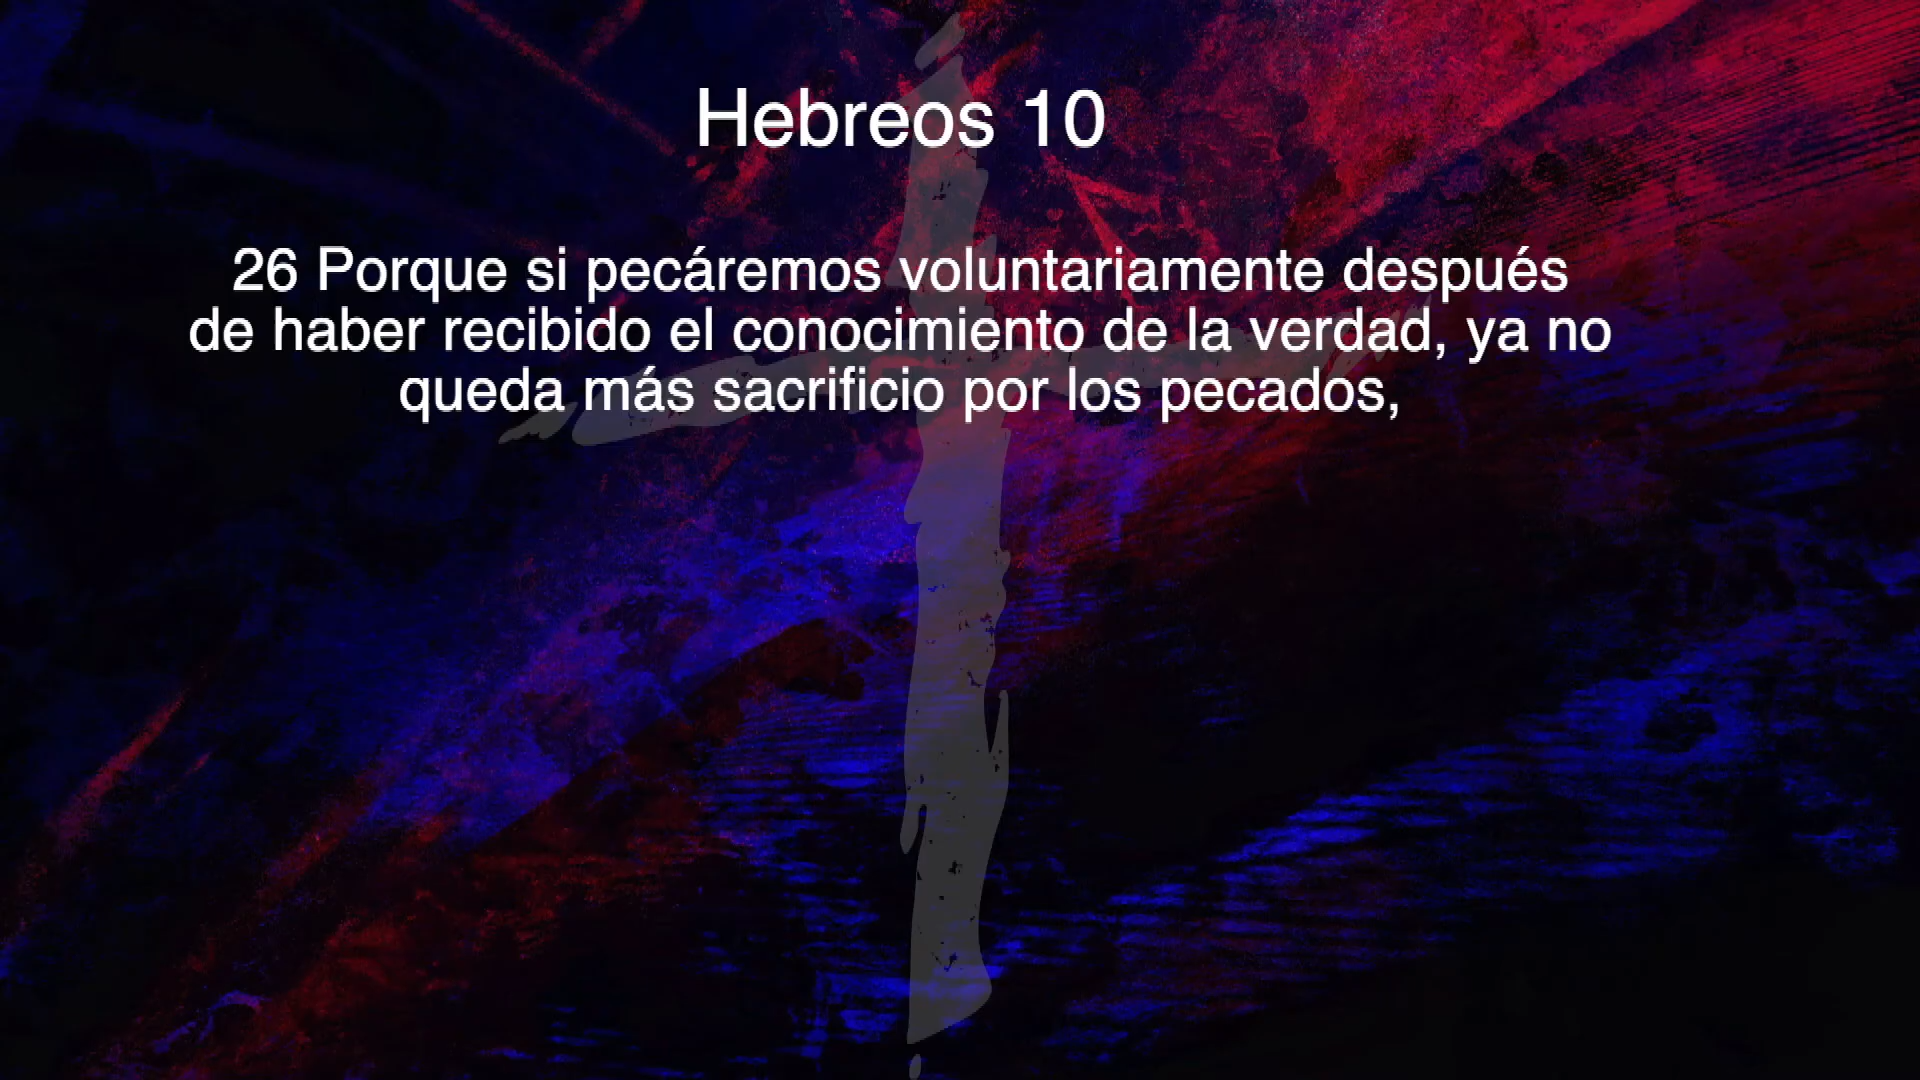 Hebreos 10
26 Porque si pecáremos voluntariamente después
de haber recibido el conocimiento de la verdad, ya no
queda más sacrificio por los pecados,